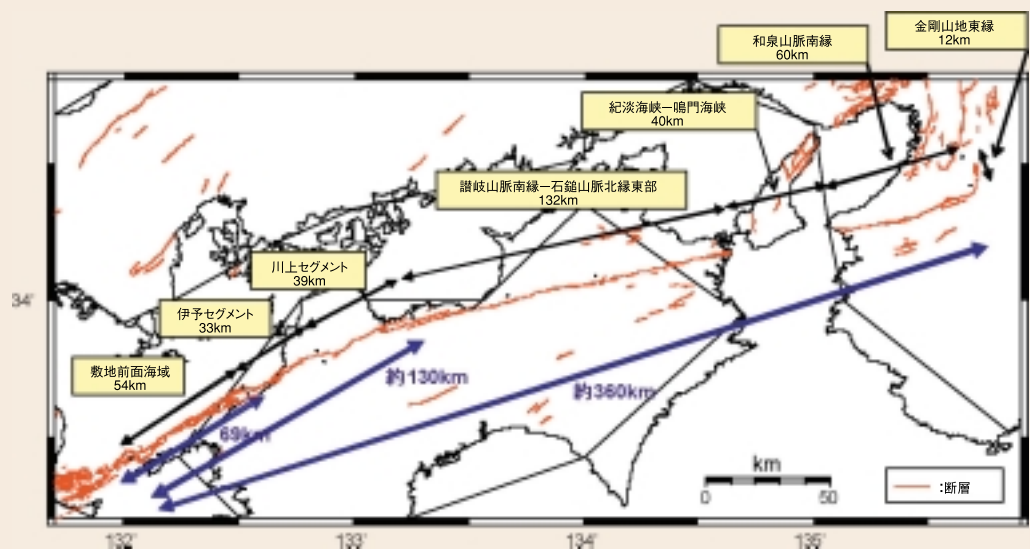 金剛山地東縁
12km
和泉山脈南縁
60km
紀淡海峡ー鳴門海峡
40km
讃岐山脈南縁ー石鎚山脈北縁東部
132km
川上セグメント
39km
34'
伊予セグメント
33km
敷地前面海域
54km
約130km
約360km
69km
km
0 50
:断層
132' 133' 134' 135'